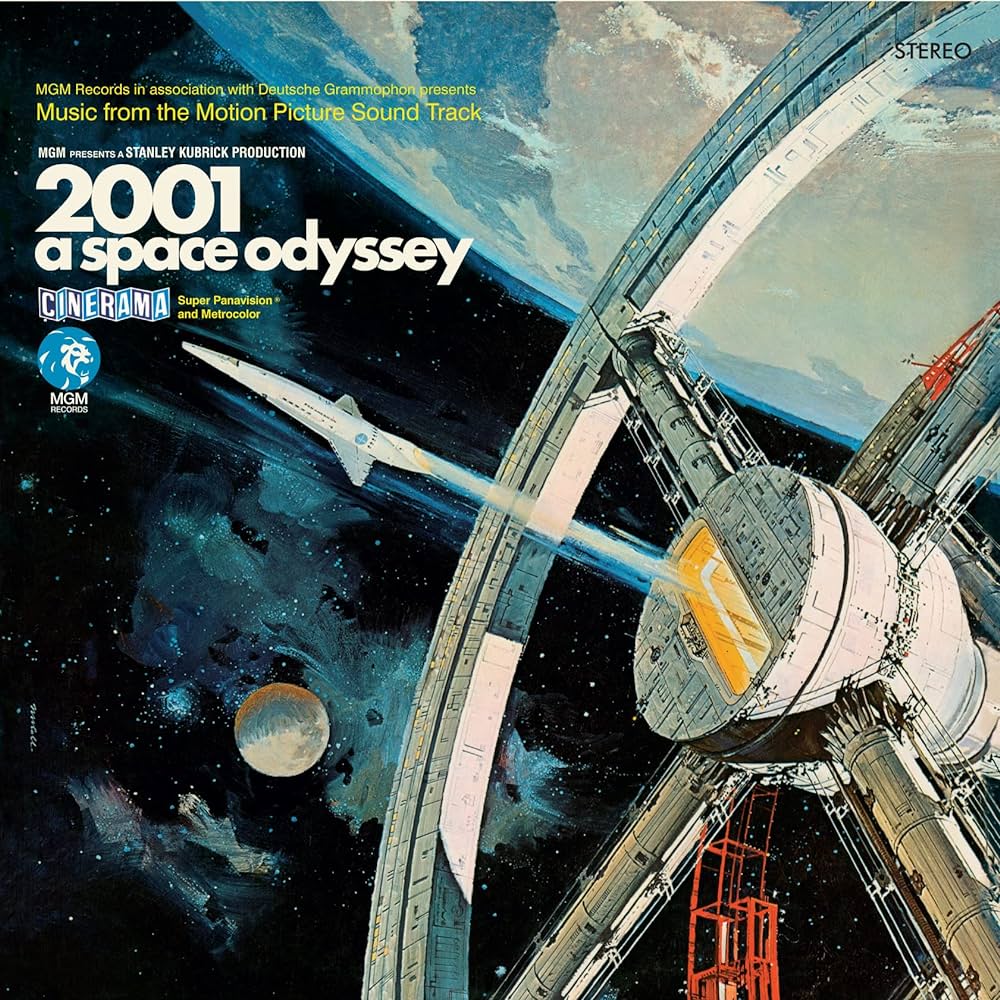 STEREO
MGM Records in association with Deutsche Grammophon presents
Music from the Motion Picture Sound Track
MGM PRESENTS A STANLEY KUBRICK PRODUCTION
2001
a space odyssey
CINERAMA
Super Panavision®
and Metrocolor
MGM
RECORDS